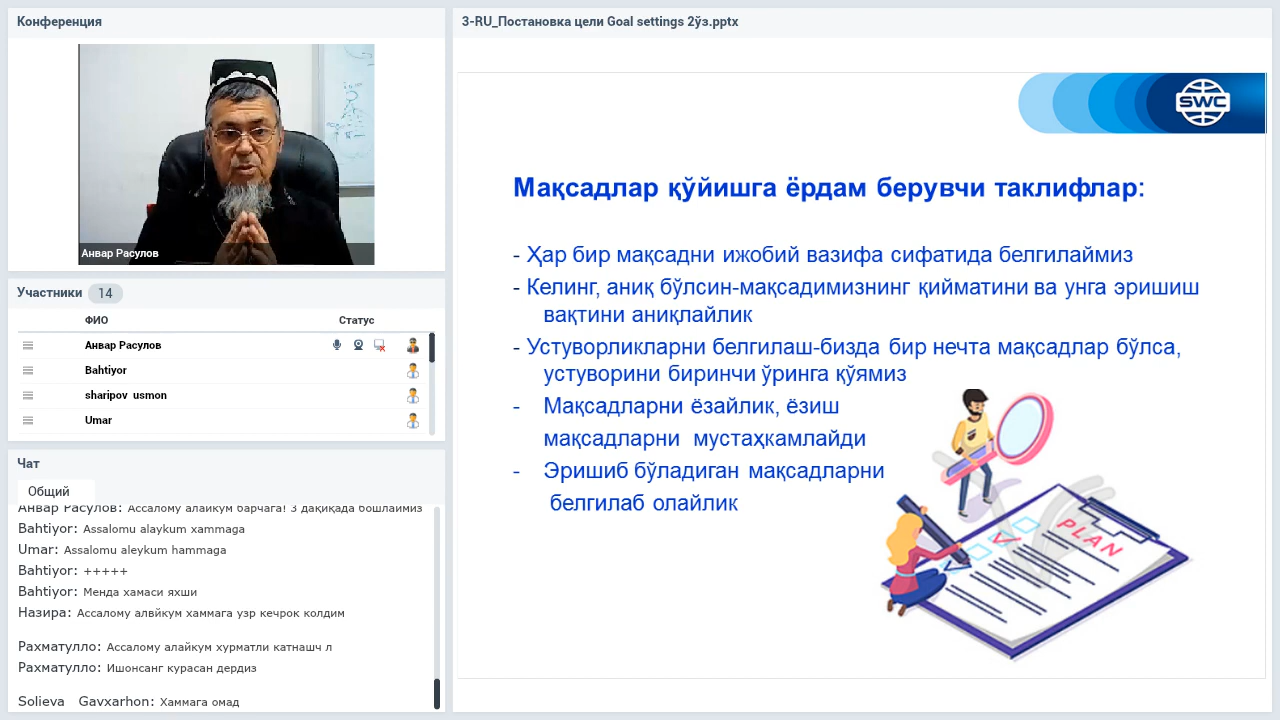 Конференция
Анвар Расулов
Участники 14
ФИО Статус
Анвар Расулов
Bahtiyor
sharipov usmon
Umar
Чат
Общий
Анвар Расулов: Ассалому алайкум барчага! 3 дақиқада бошлаймиз
Bahtiyor: Assalomu alaykum xammaga
Umar: Assalomu aleykum hammaga
Bahtiyor: +++++
Bahtiyor: Менда хамаси яхши
Назира: Ассалому алвйкум хаммага узр кечрок колдим
Рахматулло: Ассалому алайкум хурматли катнашч л
Рахматулло: Ишонсанг курасан дердиз
Solieva Gavxarhon: Хаммага омад
3-RU_Постановка цели Goal settings 2ўз.pptx
SWC
Мақсадлар қўйишга ёрдам берувчи таклифлар:
- Ҳар бир мақсадни ижобий вазифа сифатида белгилаймиз
- Келинг, аниқ бўлсин-мақсадимизнинг қийматини ва унга эришиш
вақтини аниқлайлик
- Устуворликларни белгилаш-бизда бир нечта мақсадлар бўлса,
устуворини биринчи ўринга қўямиз
- Мақсадларни ёзайлик, ёзиш
мақсадларни мустаҳкамлайди
- Эришиб бўладиган мақсадларни
белгилаб олайлик
PLAN